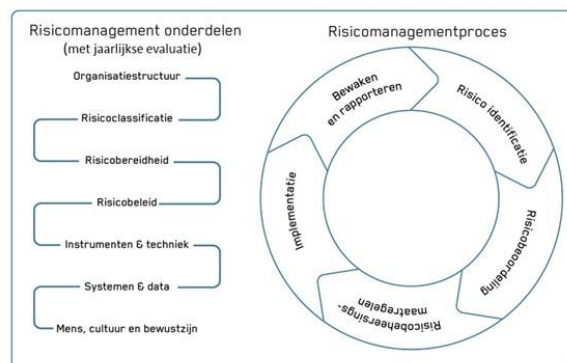 Risicomanagement onderdelen
(met jaarlijkse evaluatie)
Organisatiestructuur
Risicoclassificatie
Risicobereidheid
Risicobeleid
Instrumenten & techniek
Systemen & data
Mens, cultuur en bewustzijn
Risicomanagementproces
Bewaken
en rapporteren
Risico identificatie
Risicobeoordeling
Risicobeheersings-
maatregelen
Implementatie